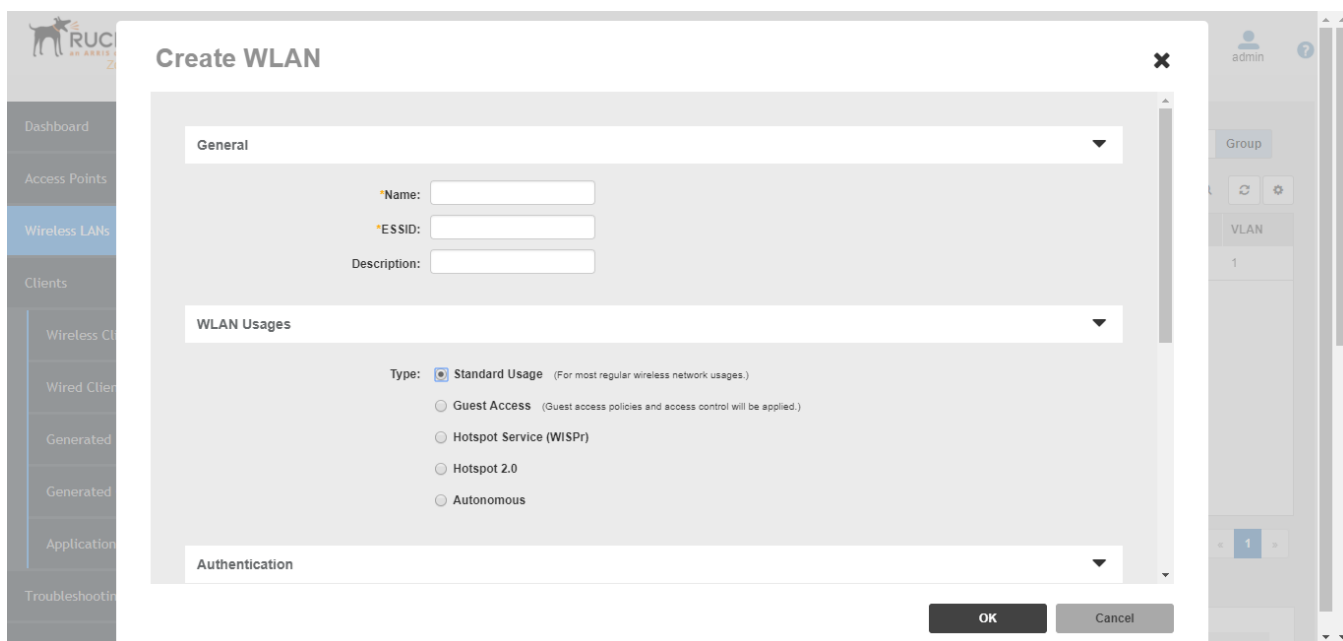 RUC
an ARRIS
admin
Create WLAN
Dashboard
General
Group
Access Points
*Name:
Wireless LANs
*ESSID:
VLAN
Description:
1
Clients
WLAN Usages
Wireless Cl
Type:
Standard Usage (For most regular wireless network usages.)
Wired Clien
Guest Access (Guest access policies and access control will be applied.)
Generated
Hotspot Service (WISPr)
Hotspot 2.0
Generated
Autonomous
Application
« 1 »
Authentication
Troubleshootin
OK
Cancel